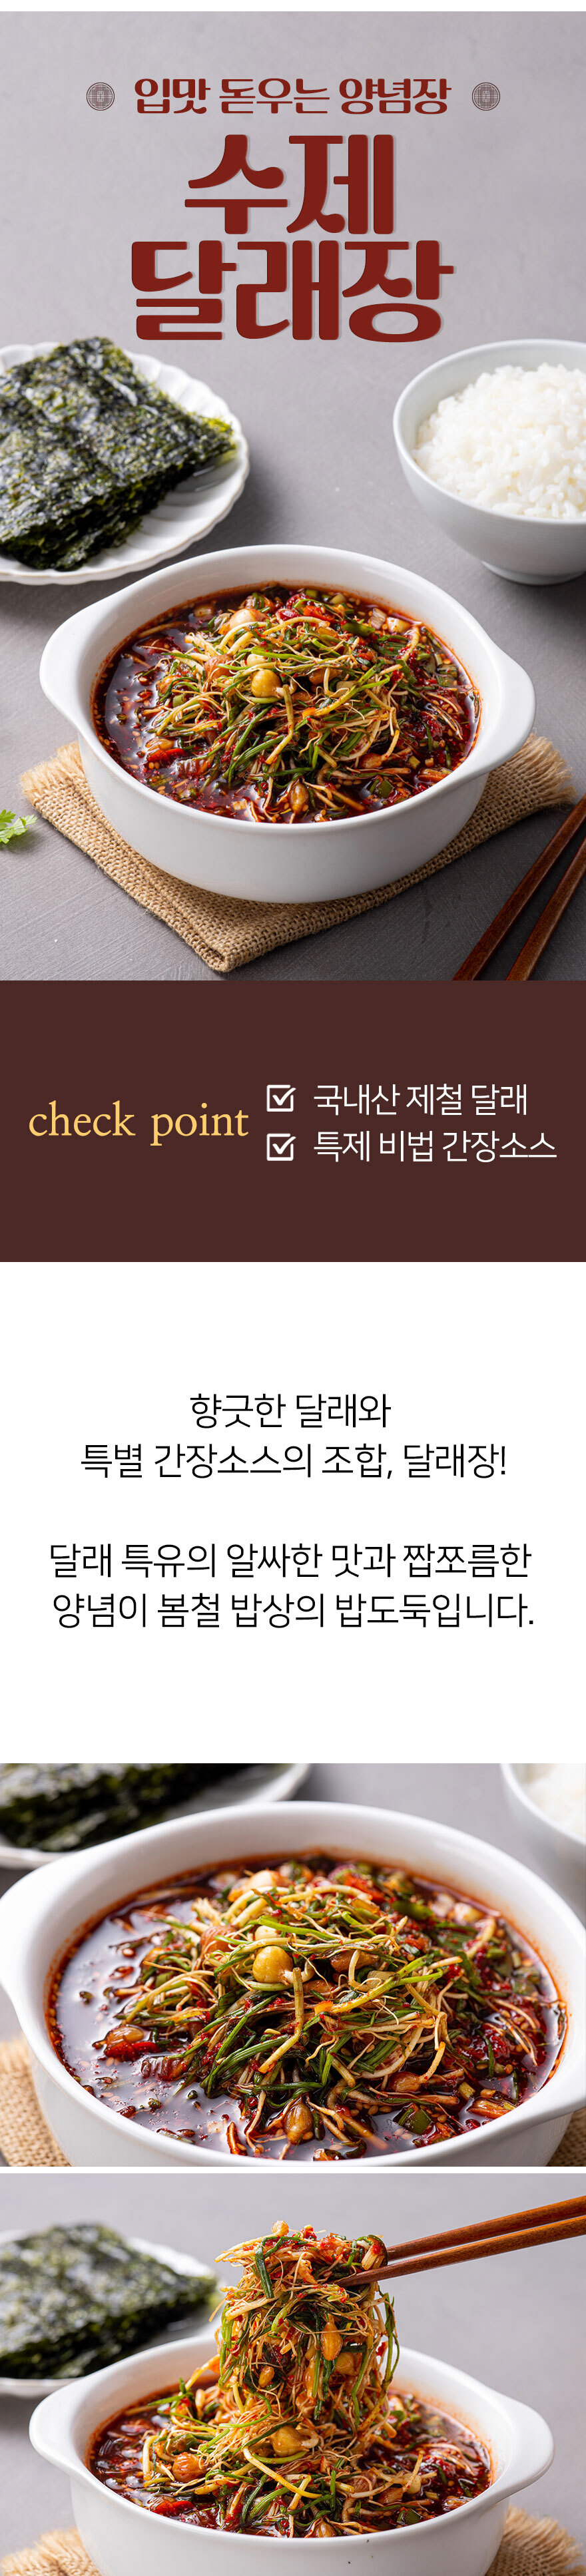 입맛 돋우는 양념장
수제
달래장
check point
국내산 제철 달래
특제 비법 간장소스
향긋한 달래와
특별 간장소스의 조합, 달래장!
달래 특유의 알싸한 맛과 짭쪼름한
양념이 봄철 밥상의 밥도둑입니다.